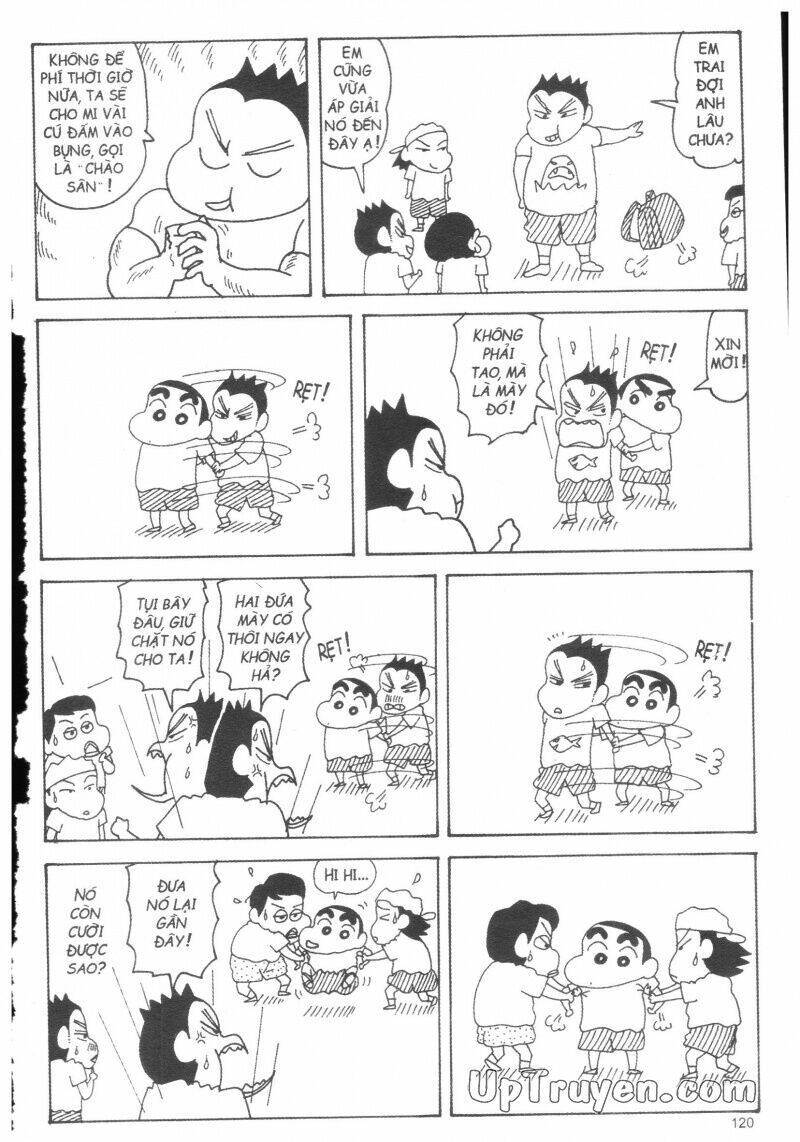 KHÔNG ĐỂ
PHÍ THỜI GIỜ
NỮA, TA SẼ
CHO MI VÀI
CÚ ĐẤM VÀO
BỤNG, GỌI
LÀ "CHÀO
SÂN"!
EM
CŨNG
VỪA
ÁP GIẢI
NÓ ĐẾN
ĐÂY Ạ!
EM
TRAI
ĐỢI
ANH
LÂU
CHƯA?
RẸT!
KHÔNG
PHẢI
TAO, MÀ
LÀ MÀY
ĐÓ!
RẸT!
XIN
MỜI!
TỤI BÂY
ĐÂU, GIỮ
CHẶT NÓ
CHO TA!
HAI ĐỨA
MÀY CÓ
THÔI NGAY
KHÔNG
HẢ?
RẸT!
RẸT!
NÓ
CÒN
CƯỜI
ĐƯỢC
SAO?
ĐƯA
NÓ LẠI
GẦN
ĐÂY!
HI HI...
UpTruyen.com
120